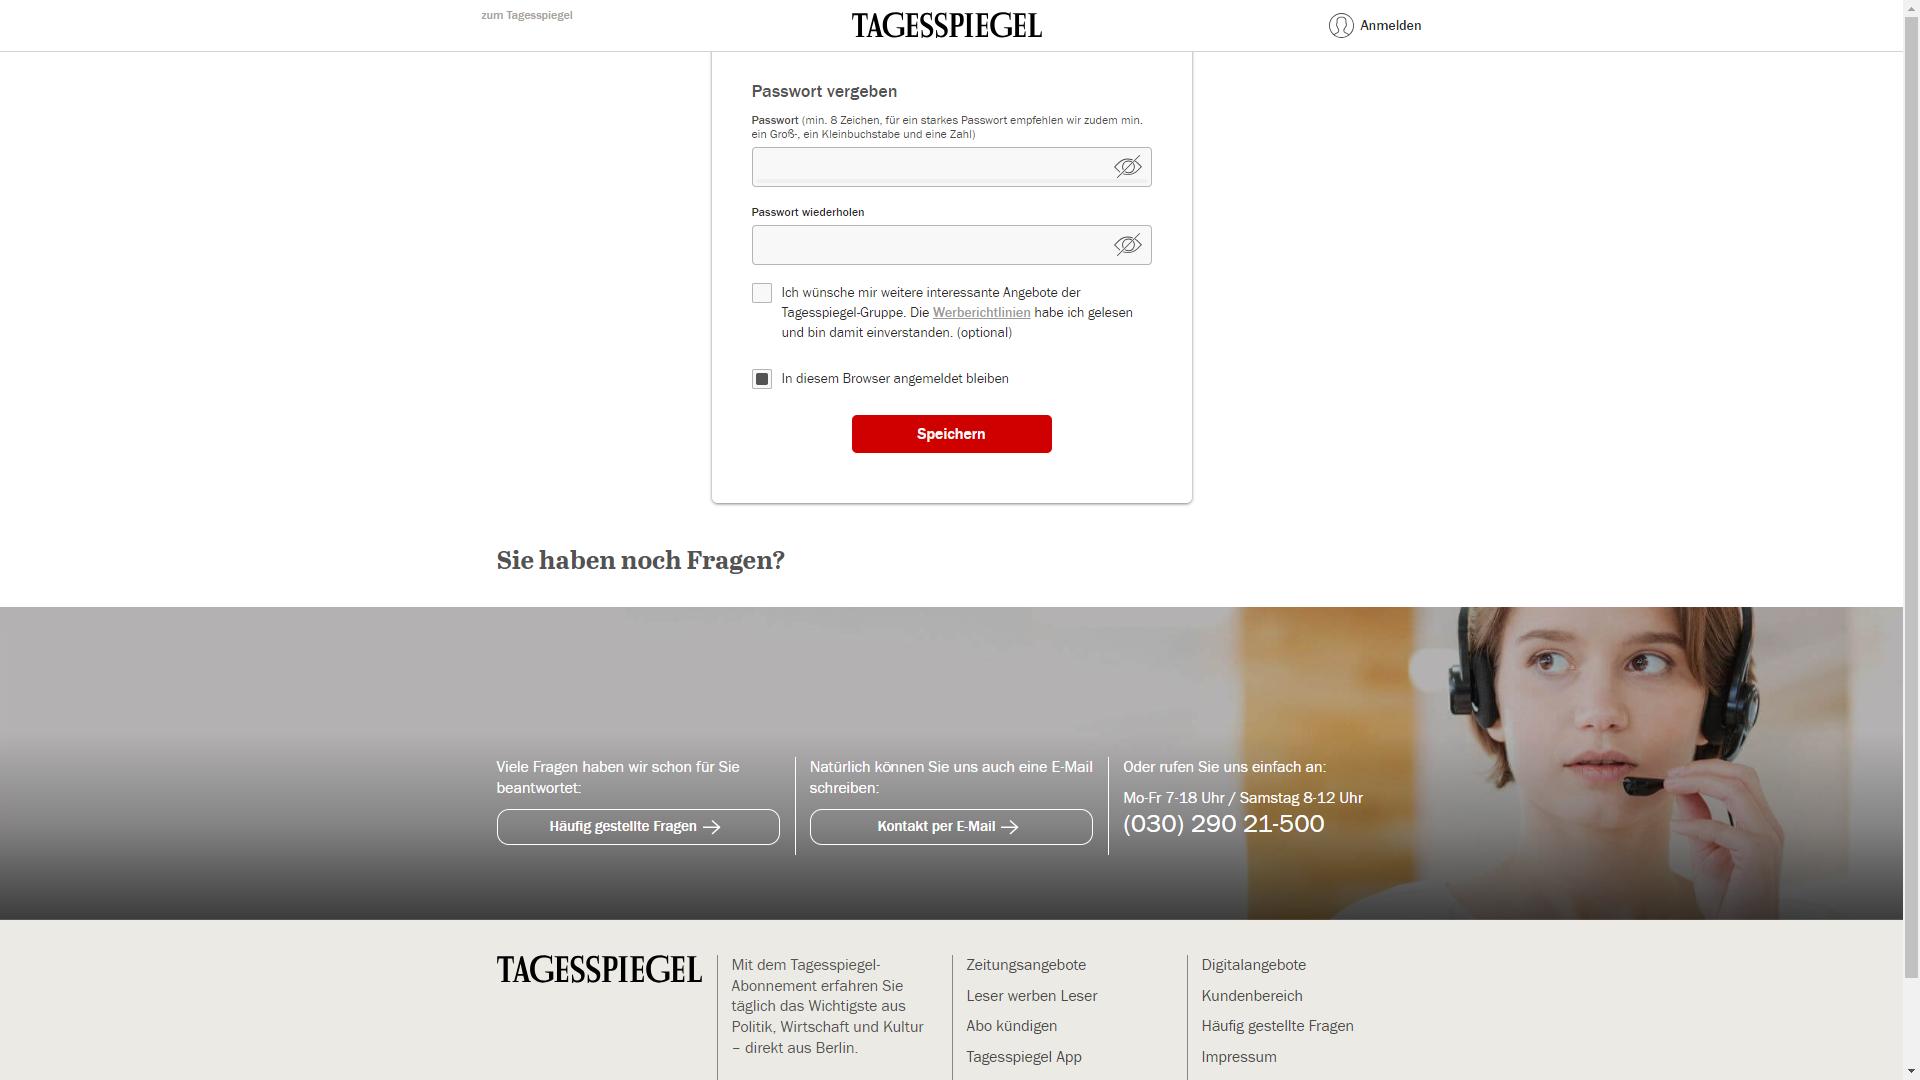 zum Tagesspiegel
TAGESSPIEGEL
Anmelden
Passwort vergeben
Passwort (min. 8 Zeichen, für ein starkes Passwort empfehlen wir zudem min.
ein Groß-, ein Kleinbuchstabe und eine Zahl)
Passwort wiederholen
Ich wünsche mir weitere interessante Angebote der
Tagesspiegel-Gruppe. Die Werberichtlinien habe ich gelesen
und bin damit einverstanden. (optional)
In diesem Browser angemeldet bleiben
Speichern
Sie haben noch Fragen?
Viele Fragen haben wir schon für Sie
beantwortet:
Häufig gestellte Fragen
Natürlich können Sie uns auch eine E-Mail
schreiben:
Kontakt per E-Mail
Oder rufen Sie uns einfach an:
Mo-Fr 7-18 Uhr / Samstag 8-12 Uhr
(030) 290 21-500
TAGESSPIEGEL
Mit dem Tagesspiegel-
Abonnement erfahren Sie
täglich das Wichtigste aus
Politik, Wirtschaft und Kultur
– direkt aus Berlin.
Zeitungsangebote
Leser werben Leser
Abo kündigen
Tagesspiegel App
Digitalangebote
Kundenbereich
Häufig gestellte Fragen
Impressum